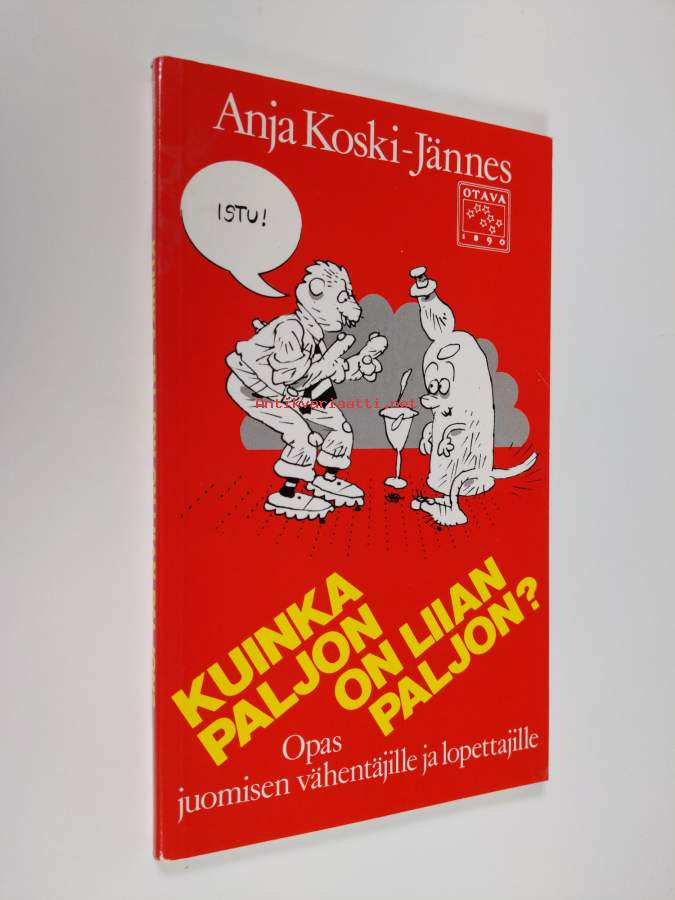 Anja Koski-Jännes
OTAVA
1890
ISTU!
Antikvariaatti.net
KUINKA
PALJON
ON LIIAN
PALJON?
Opas
juomisen vähentäjille ja lopettajille